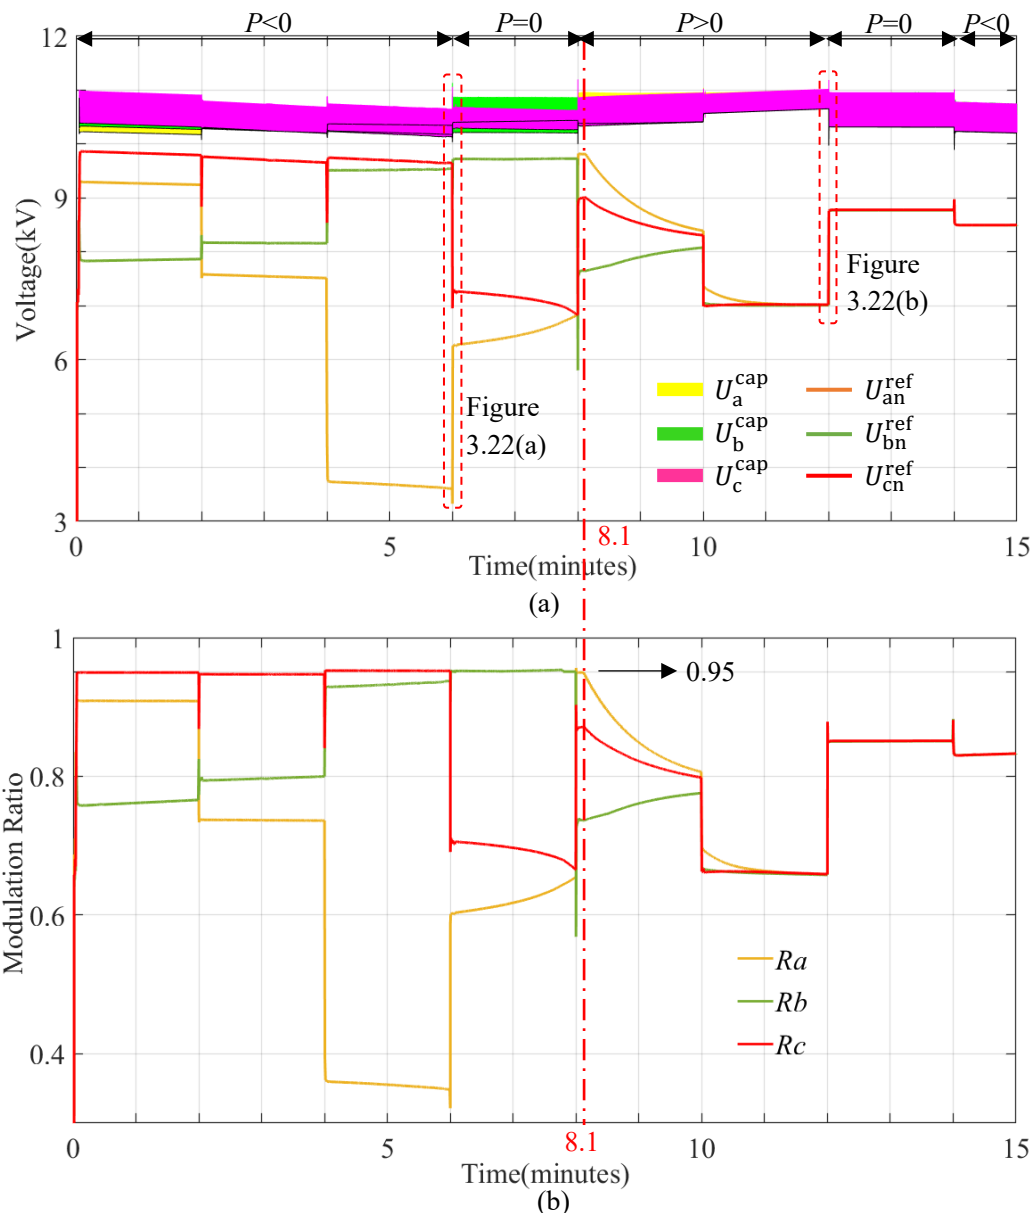 P<0 P=0 P>0 P=0 P<0
12
9
6
3
Voltage(kV)
Figure
3.22(b)
Figure
3.22(a)
U_a^cap U_an^ref
U_b^cap U_bn^ref
U_c^cap U_cn^ref
0 5 10 15
8.1
Time(minutes)
(a)
1
0.8
0.6
0.4
Modulation Ratio
0.95
Ra
Rb
Rc
0 5 8.1 10 15
Time(minutes)
(b)